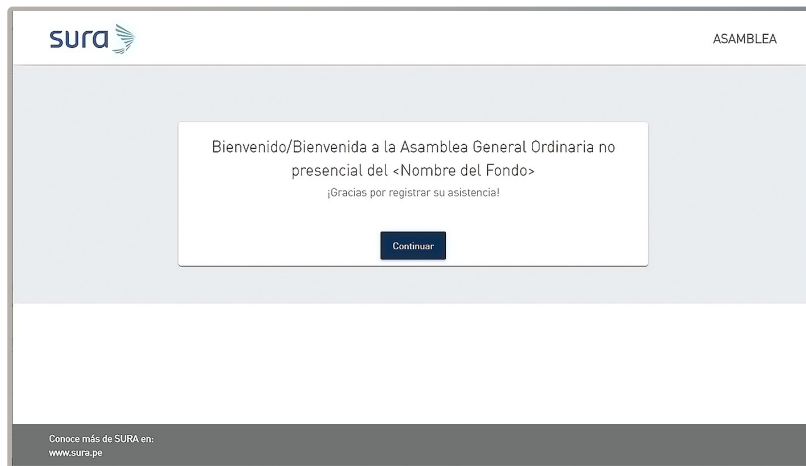 sura
ASAMBLEA
Bienvenido/Bienvenida a la Asamblea General Ordinaria no
presencial del <Nombre del Fondo>
¡Gracias por registrar su asistencia!
Continuar
Conoce más de SURA en:
www.sura.pe